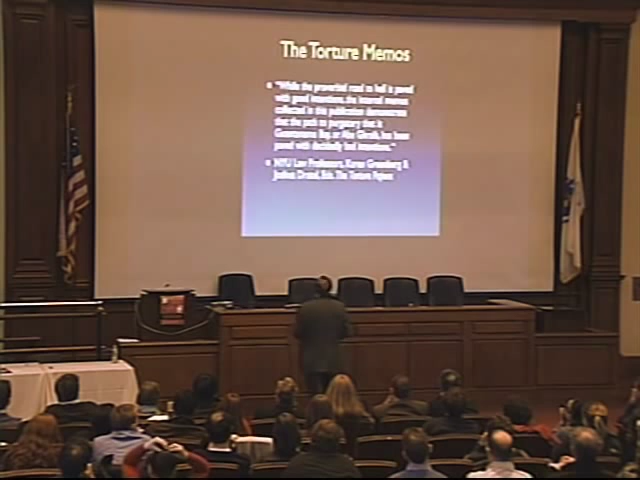 The Torture Memos
"While the proverbial road to hell is paved
with good intentions, the internal memos
collected in this publication demonstrate
that the path to purgatory that is
Guantanamo Bay, or Abu Ghraib, has been
paved with decidedly bad intentions."
NYU Law Professors, Karen Greenberg &
Joshua Dratel, Eds. The Torture Papers